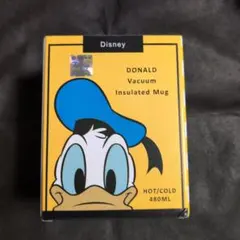 Disney
DONALD
Vacuum
Insulated Mug
HOT/COLD
480ML